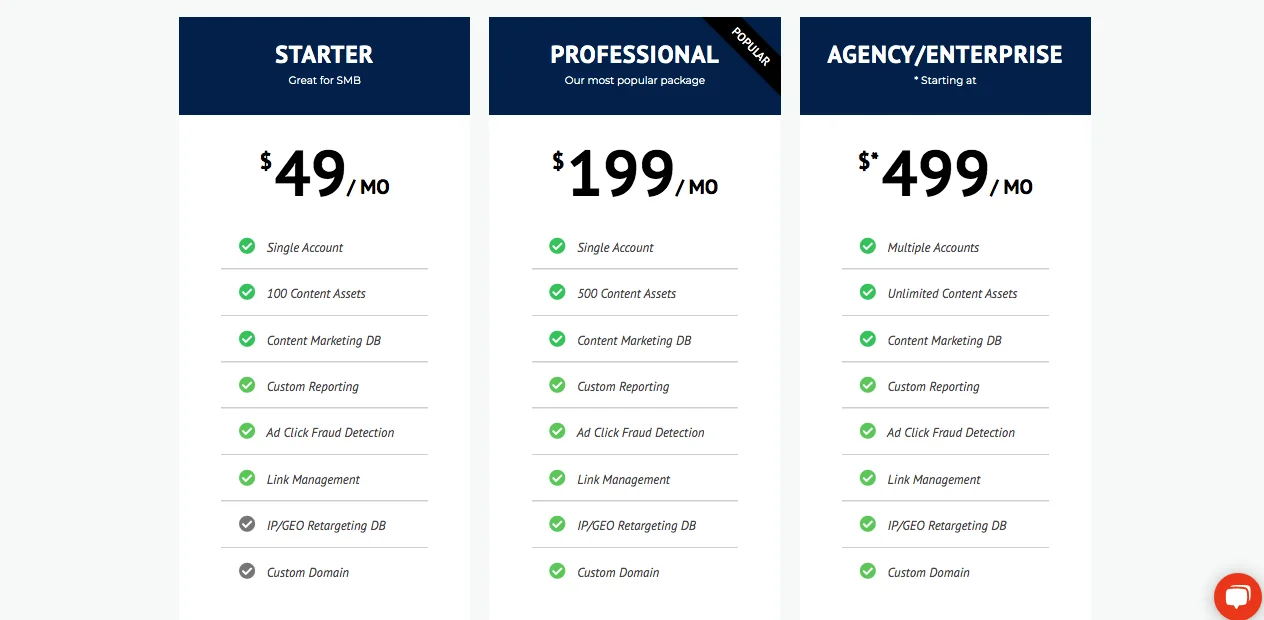 STARTER
Great for SMB
$49/ MO
Single Account
100 Content Assets
Content Marketing DB
Custom Reporting
Ad Click Fraud Detection
Link Management
IP/GEO Retargeting DB
Custom Domain
PROFESSIONAL
Our most popular package
POPULAR
$199/ MO
Single Account
500 Content Assets
Content Marketing DB
Custom Reporting
Ad Click Fraud Detection
Link Management
IP/GEO Retargeting DB
Custom Domain
AGENCY/ENTERPRISE
* Starting at
$*499/ MO
Multiple Accounts
Unlimited Content Assets
Content Marketing DB
Custom Reporting
Ad Click Fraud Detection
Link Management
IP/GEO Retargeting DB
Custom Domain